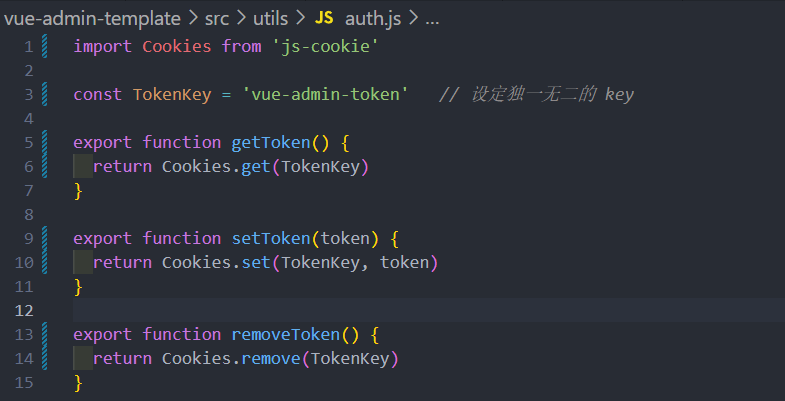 vue-admin-template > src > utils > JS auth.js > ...
1 import Cookies from 'js-cookie'
2
3 const TokenKey = 'vue-admin-token'   // 设定独一无二的 key
4
5 export function getToken() {
6   return Cookies.get(TokenKey)
7 }
8
9 export function setToken(token) {
10   return Cookies.set(TokenKey, token)
11 }
12
13 export function removeToken() {
14   return Cookies.remove(TokenKey)
15 }